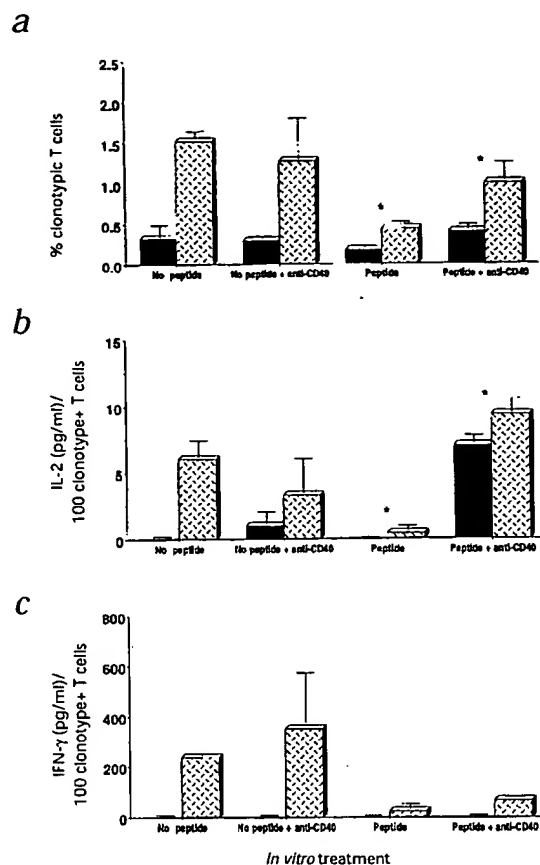 a
2.5
2.0
1.5
1.0
0.5
0.0
% clonotypic T cells
*
*
No peptide
No peptide + anti-CD40
Peptide
Peptide + anti-CD40
b
15
10
5
0
IL-2 (pg/ml)/
100 clonotype+ T cells
*
*
No peptide
No peptide + anti-CD40
Peptide
Peptide + anti-CD40
c
800
600
400
200
0
IFN-γ (pg/ml)/
100 clonotype+ T cells
No peptide
No peptide + anti-CD40
Peptide
Peptide + anti-CD40
In vitro treatment